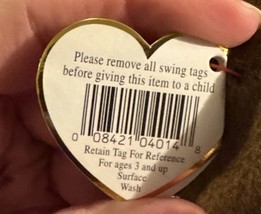 Please remove all swing tags
before giving this item to a child
0 08421 04014 8
Retain Tag For Reference
For ages 3 and up
Surface
Wash